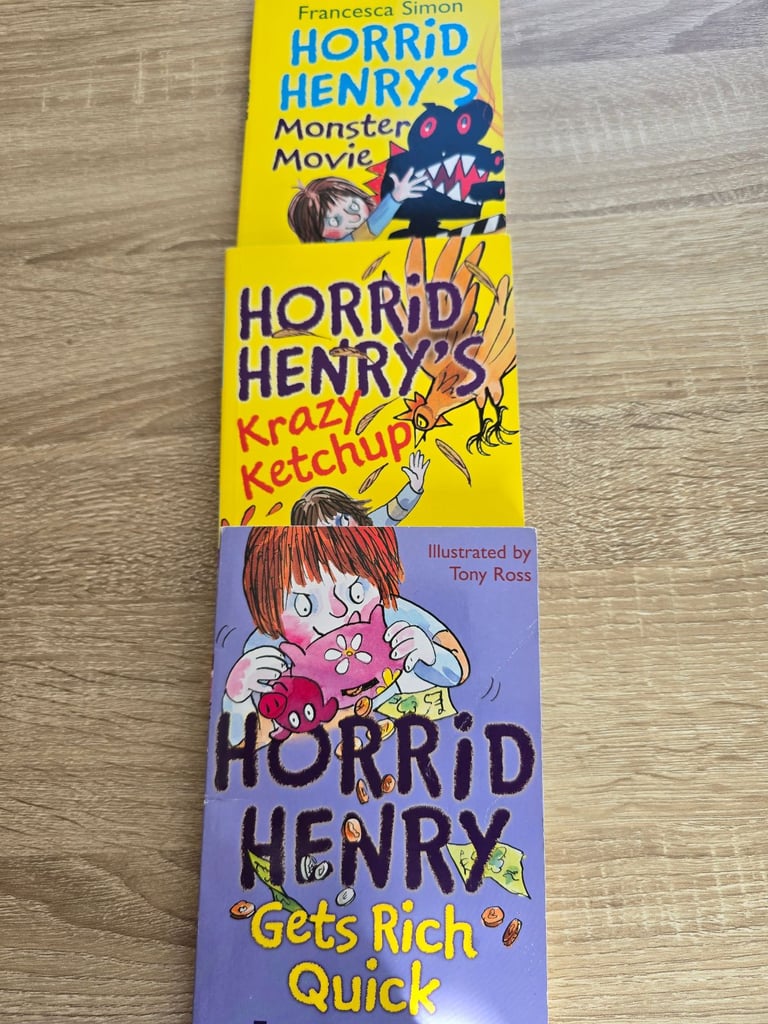 Francesca Simon
HORRiD
HENRY'S
Monster
Movie
HORRiD
HENRY'S
Krazy
Ketchup
Illustrated by
Tony Ross
HORRiD
HENRY
Gets Rich
Quick